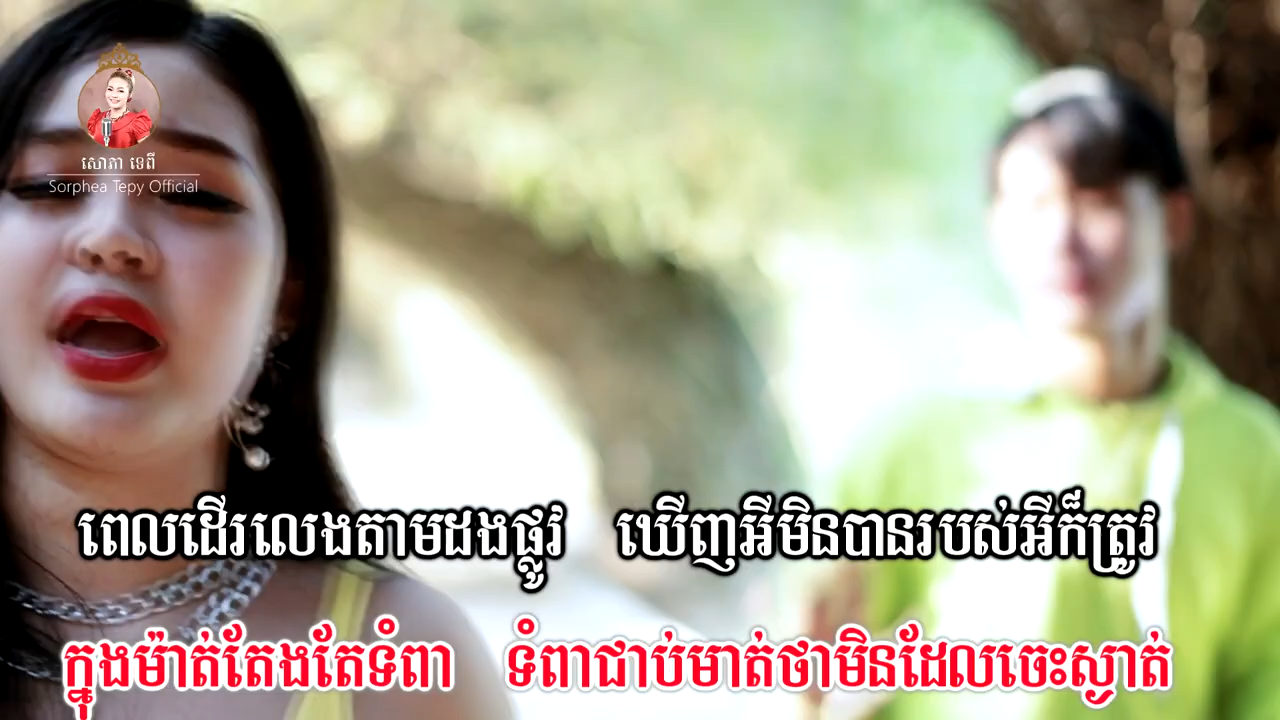 សោភា ទេពី
Sorphea Tepy Official
ពេលដើរលេងតាមដងផ្លូវ ឃើញអីមិនបានរបស់អីក៏ត្រូវ
ក្នុងម៉ាត់តែងតែទំពា ទំពាជាប់មាត់ថាមិនដែលចេះស្ងាត់